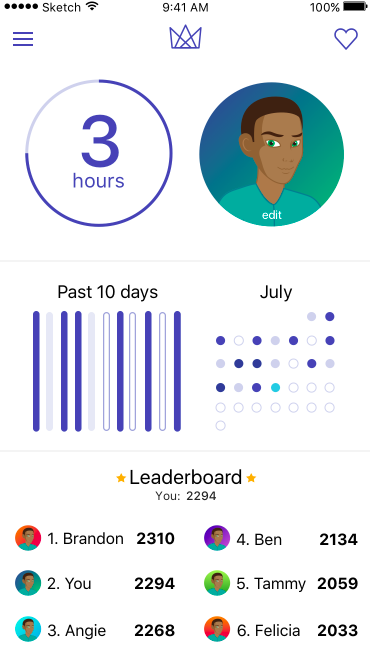 Sketch 9:41 AM 100%
3
hours
edit
Past 10 days
July
Leaderboard
You: 2294
1. Brandon 2310
4. Ben 2134
2. You 2294
5. Tammy 2059
3. Angie 2268
6. Felicia 2033